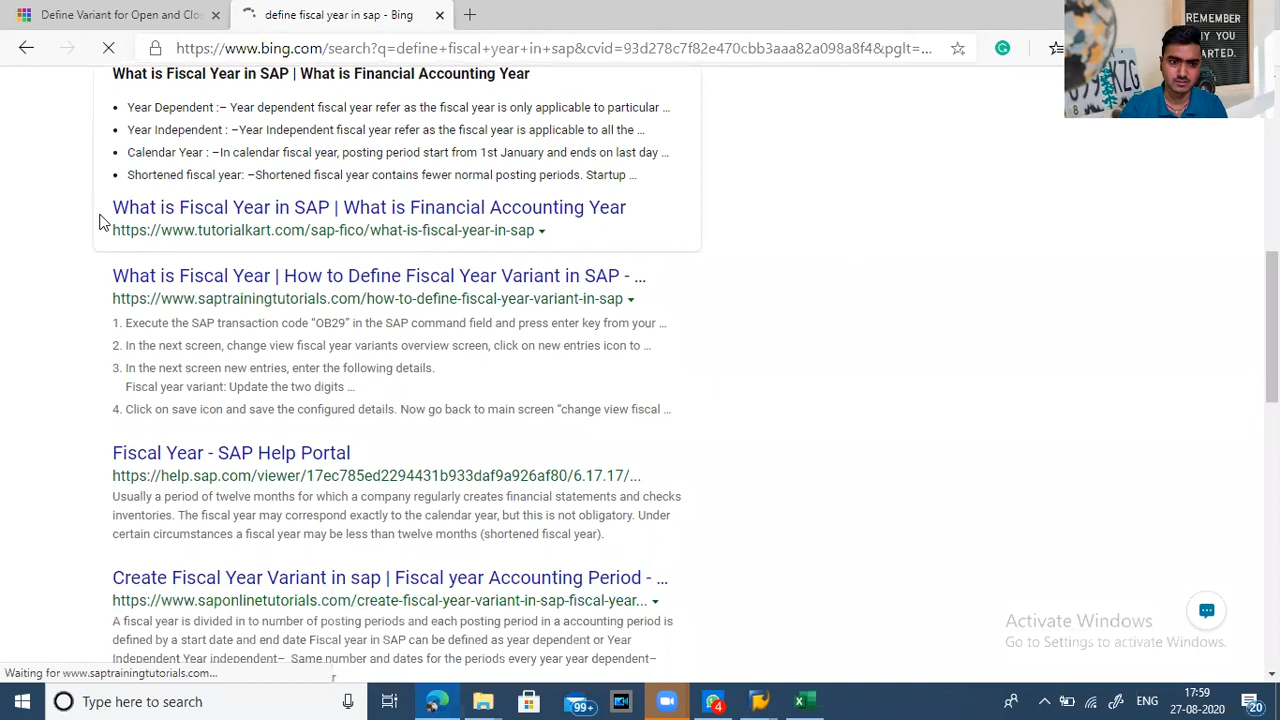 Define Variant for Open and Clos
define fiscal year in sap - Bing
https://www.bing.com/search?q=define+fiscal+year+in+sap&cvid=93d278c7f82e470cbb3aaa82a098a8f4&pglt=...
REMEMBER
WHY YOU
STARTED.
KZG
What is Fiscal Year in SAP | What is Financial Accounting Year
• Year Dependent :– Year dependent fiscal year refer as the fiscal year is only applicable to particular ...
• Year Independent : –Year Independent fiscal year refer as the fiscal year is applicable to all the ...
• Calendar Year : –In calendar fiscal year, posting period start from 1st January and ends on last day ...
• Shortened fiscal year: –Shortened fiscal year contains fewer normal posting periods. Startup ...
What is Fiscal Year in SAP | What is Financial Accounting Year
https://www.tutorialkart.com/sap-fico/what-is-fiscal-year-in-sap
What is Fiscal Year | How to Define Fiscal Year Variant in SAP - ...
https://www.saptrainingtutorials.com/how-to-define-fiscal-year-variant-in-sap
1. Execute the SAP transaction code “OB29” in the SAP command field and press enter key from your ...
2. In the next screen, change view fiscal year variants overview screen, click on new entries icon to ...
3. In the next screen new entries, enter the following details.
Fiscal year variant: Update the two digits ...
4. Click on save icon and save the configured details. Now go back to main screen “change view fiscal ...
Fiscal Year - SAP Help Portal
https://help.sap.com/viewer/17ec785ed2294431b933daf9a926af80/6.17.17/...
Usually a period of twelve months for which a company regularly creates financial statements and checks
inventories. The fiscal year may correspond exactly to the calendar year, but this is not obligatory. Under
certain circumstances a fiscal year may be less than twelve months (shortened fiscal year).
Create Fiscal Year Variant in sap | Fiscal year Accounting Period - ...
https://www.saponlinetutorials.com/create-fiscal-year-variant-in-sap-fiscal-year...
A fiscal year is divided in to number of posting periods and each posting period in a accounting period is
defined by a start date and end date Fiscal year in SAP can be defined as year dependent or Year
Independent Year independent– Same number and dates for the periods every year year dependent–
Activate Windows
Go to Settings to activate Windows.
Waiting for www.saptrainingtutorials.com...
Type here to search
99+
4
ENG
17:59
27-08-2020
20